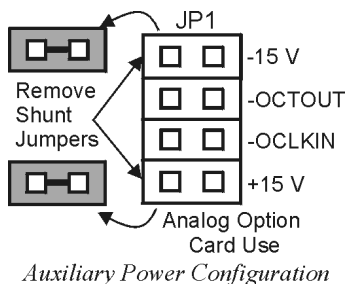 JP1
-15 V
-OCTOUT
-OCLKIN
+15 V
Remove
Shunt
Jumpers
Analog Option
Card Use
Auxiliary Power Configuration